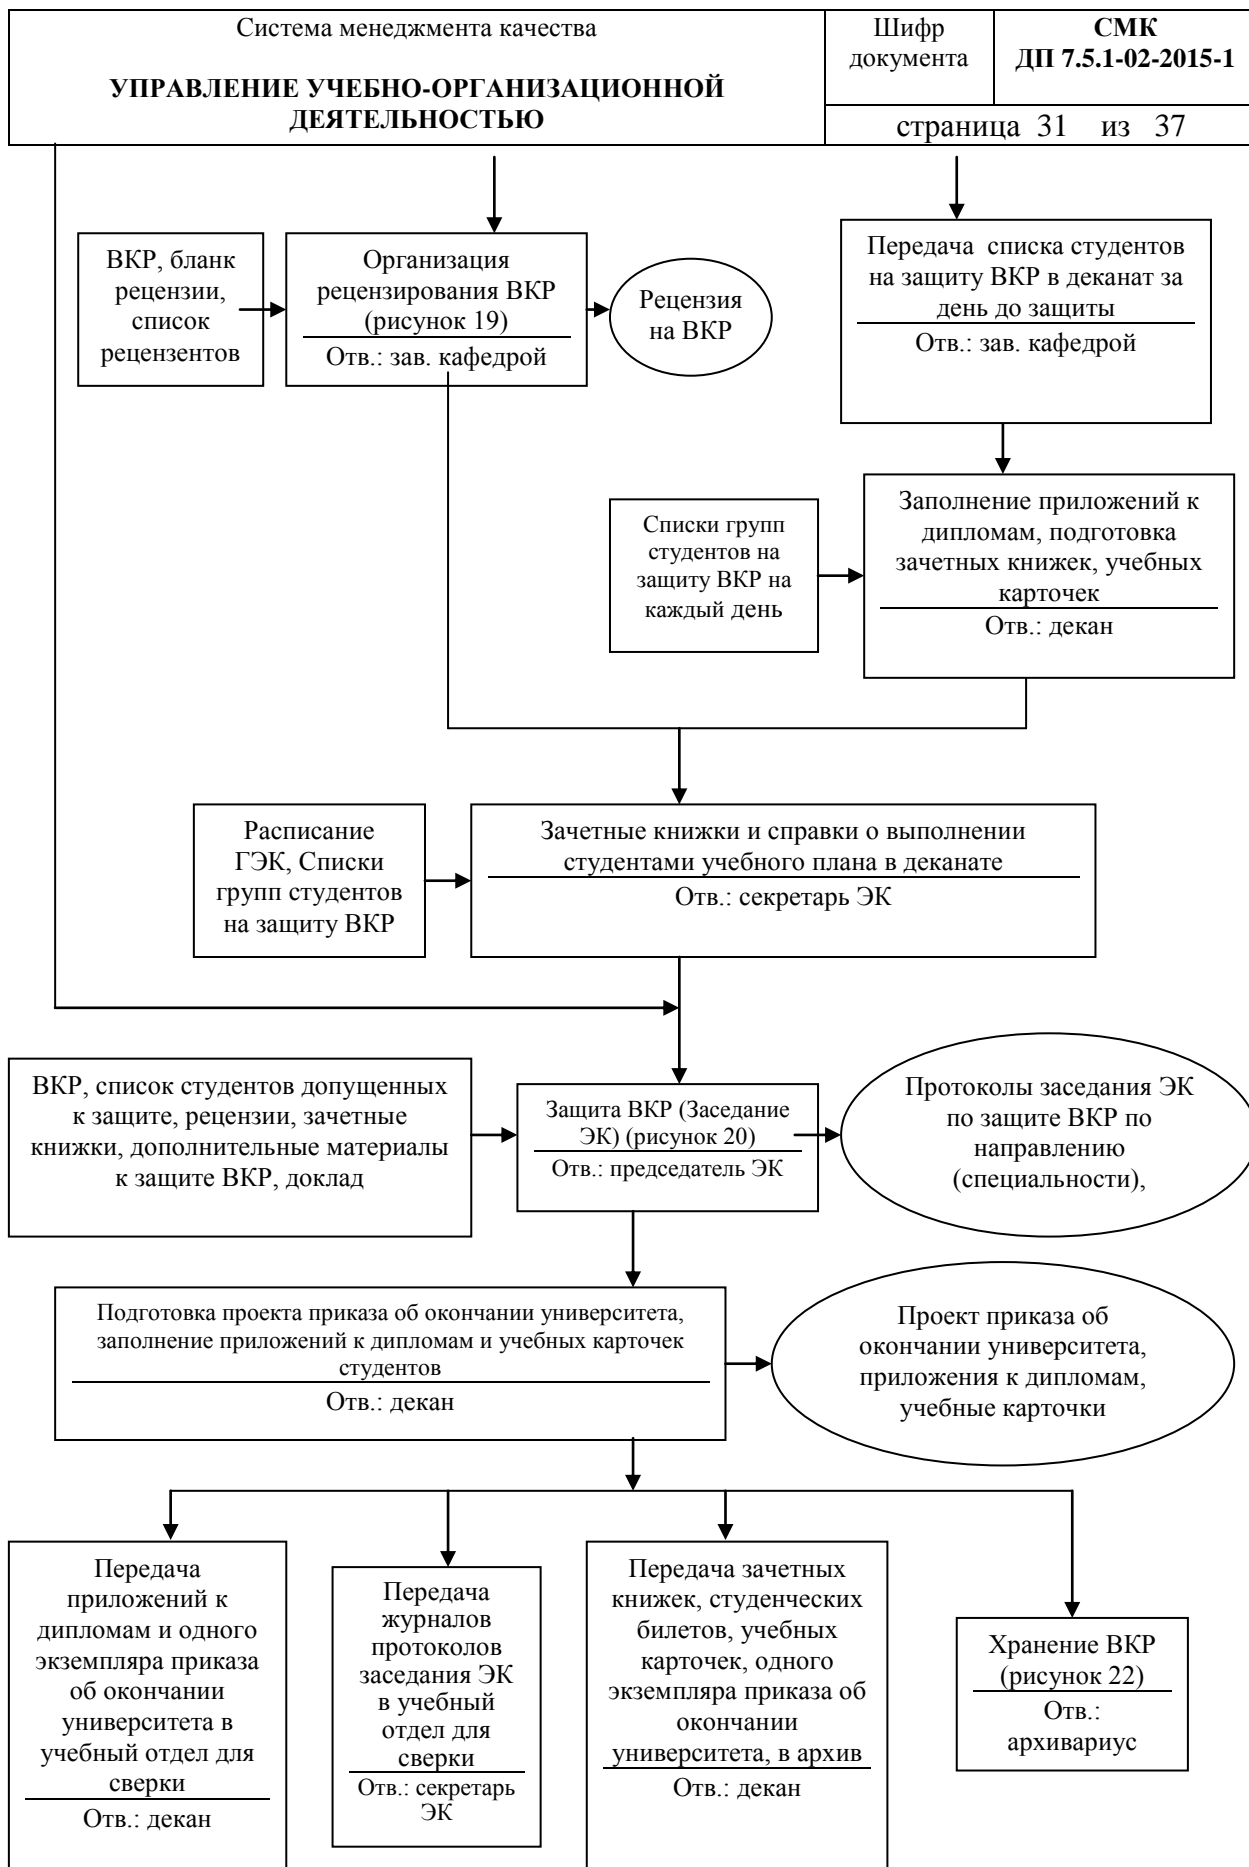 Система менеджмента качества
УПРАВЛЕНИЕ УЧЕБНО-ОРГАНИЗАЦИОННОЙ
ДЕЯТЕЛЬНОСТЬЮ
Шифр
документа
СМК
ДП 7.5.1-02-2015-1
страница 31 из 37
ВКР, бланк
рецензии,
список
рецензентов
Организация
рецензирования ВКР
(рисунок 19)
Отв.: зав. кафедрой
Рецензия
на ВКР
Передача списка студентов
на защиту ВКР в деканат за
день до защиты
Отв.: зав. кафедрой
Списки групп
студентов на
защиту ВКР на
каждый день
Заполнение приложений к
дипломам, подготовка
зачетных книжек, учебных
карточек
Отв.: декан
Расписание
ГЭК, Списки
групп студентов
на защиту ВКР
Зачетные книжки и справки о выполнении
студентами учебного плана в деканате
Отв.: секретарь ЭК
ВКР, список студентов допущенных
к защите, рецензии, зачетные
книжки, дополнительные материалы
к защите ВКР, доклад
Защита ВКР (Заседание
ЭК) (рисунок 20)
Отв.: председатель ЭК
Протоколы заседания ЭК
по защите ВКР по
направлению
(специальности),
Подготовка проекта приказа об окончании университета,
заполнение приложений к дипломам и учебных карточек
студентов
Отв.: декан
Проект приказа об
окончании университета,
приложения к дипломам,
учебные карточки
Передача
приложений к
дипломам и одного
экземпляра приказа
об окончании
университета в
учебный отдел для
сверки
Отв.: декан
Передача
журналов
протоколов
заседания ЭК
в учебный
отдел для
сверки
Отв.: секретарь
ЭК
Передача зачетных
книжек, студенческих
билетов, учебных
карточек, одного
экземпляра приказа об
окончании
университета, в архив
Отв.: декан
Хранение ВКР
(рисунок 22)
Отв.:
архивариус